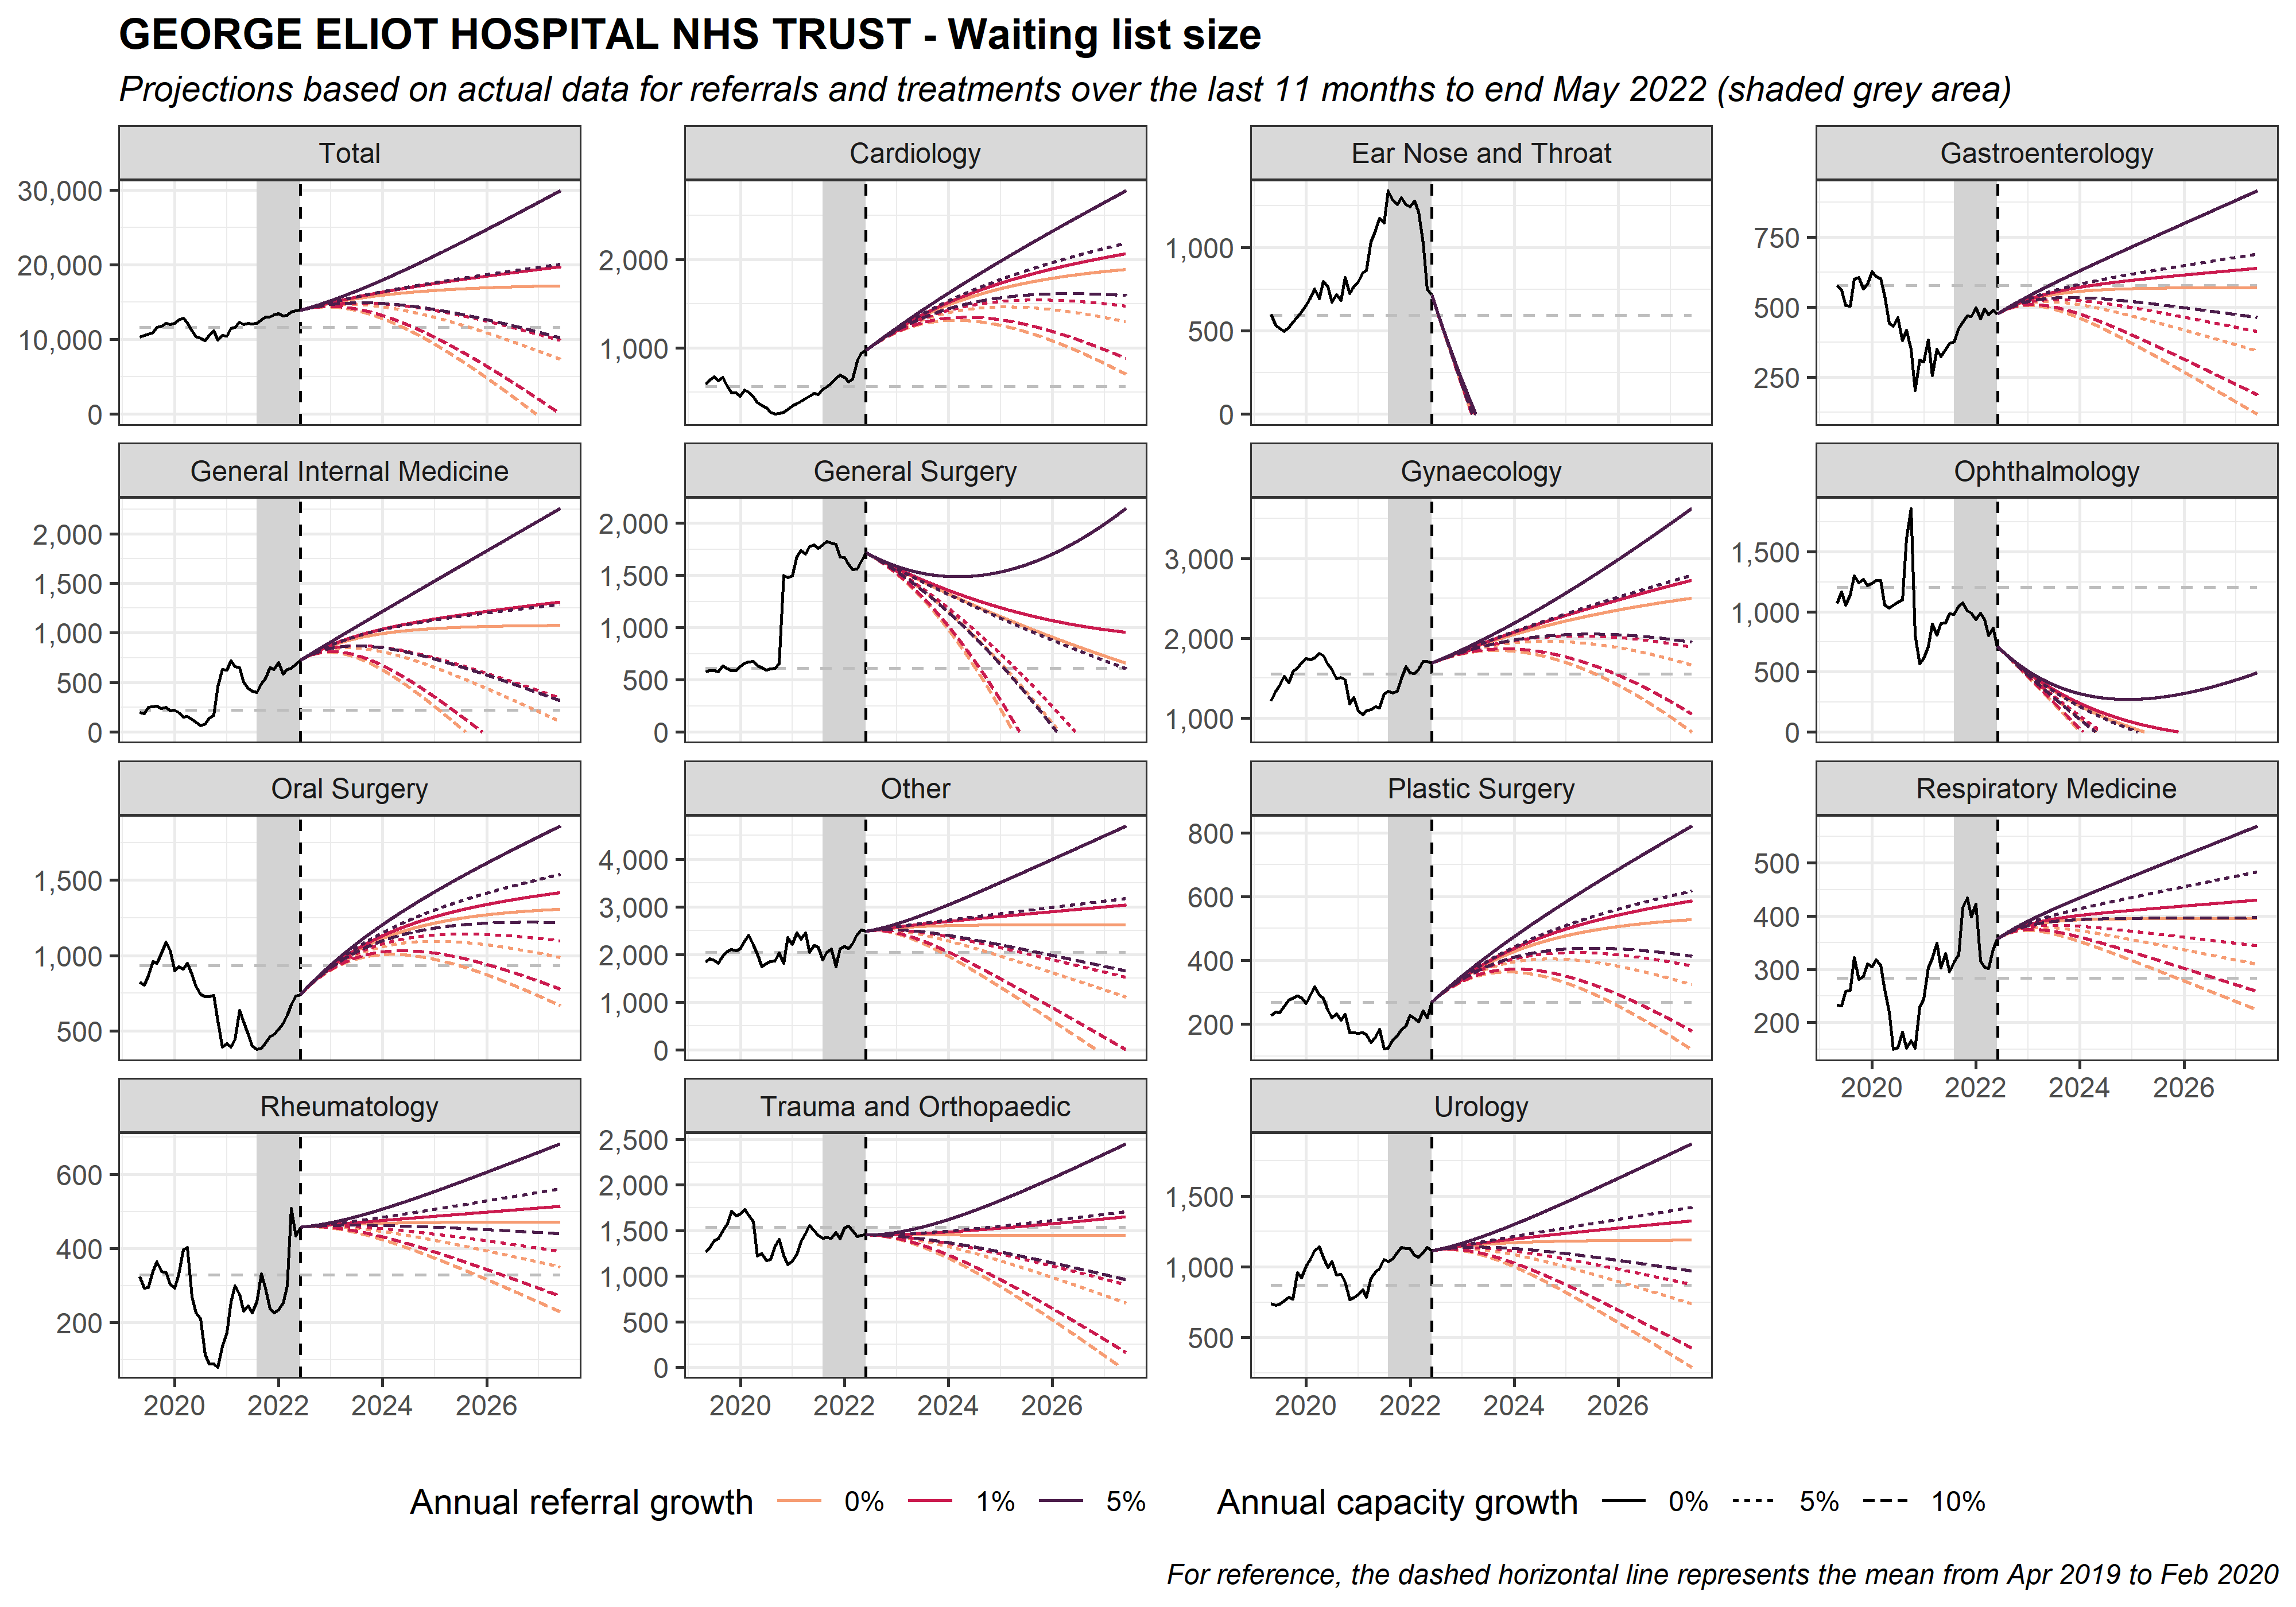 GEORGE ELIOT HOSPITAL NHS TRUST - Waiting list size
Projections based on actual data for referrals and treatments over the last 11 months to end May 2022 (shaded grey area)
Total
30,000
20,000
10,000
0
Cardiology
2,000
1,000
Ear Nose and Throat
1,000
500
0
Gastroenterology
750
500
250
General Internal Medicine
2,000
1,500
1,000
500
0
General Surgery
2,000
1,500
1,000
500
0
Gynaecology
3,000
2,000
1,000
Ophthalmology
1,500
1,000
500
0
Oral Surgery
1,500
1,000
500
Other
4,000
3,000
2,000
1,000
0
Plastic Surgery
800
600
400
200
Respiratory Medicine
500
400
300
200
2020 2022 2024 2026
Rheumatology
600
400
200
2020 2022 2024 2026
Trauma and Orthopaedic
2,500
2,000
1,500
1,000
500
0
2020 2022 2024 2026
Urology
1,500
1,000
500
2020 2022 2024 2026
Annual referral growth 0% 1% 5%
Annual capacity growth 0% 5% 10%
For reference, the dashed horizontal line represents the mean from Apr 2019 to Feb 2020